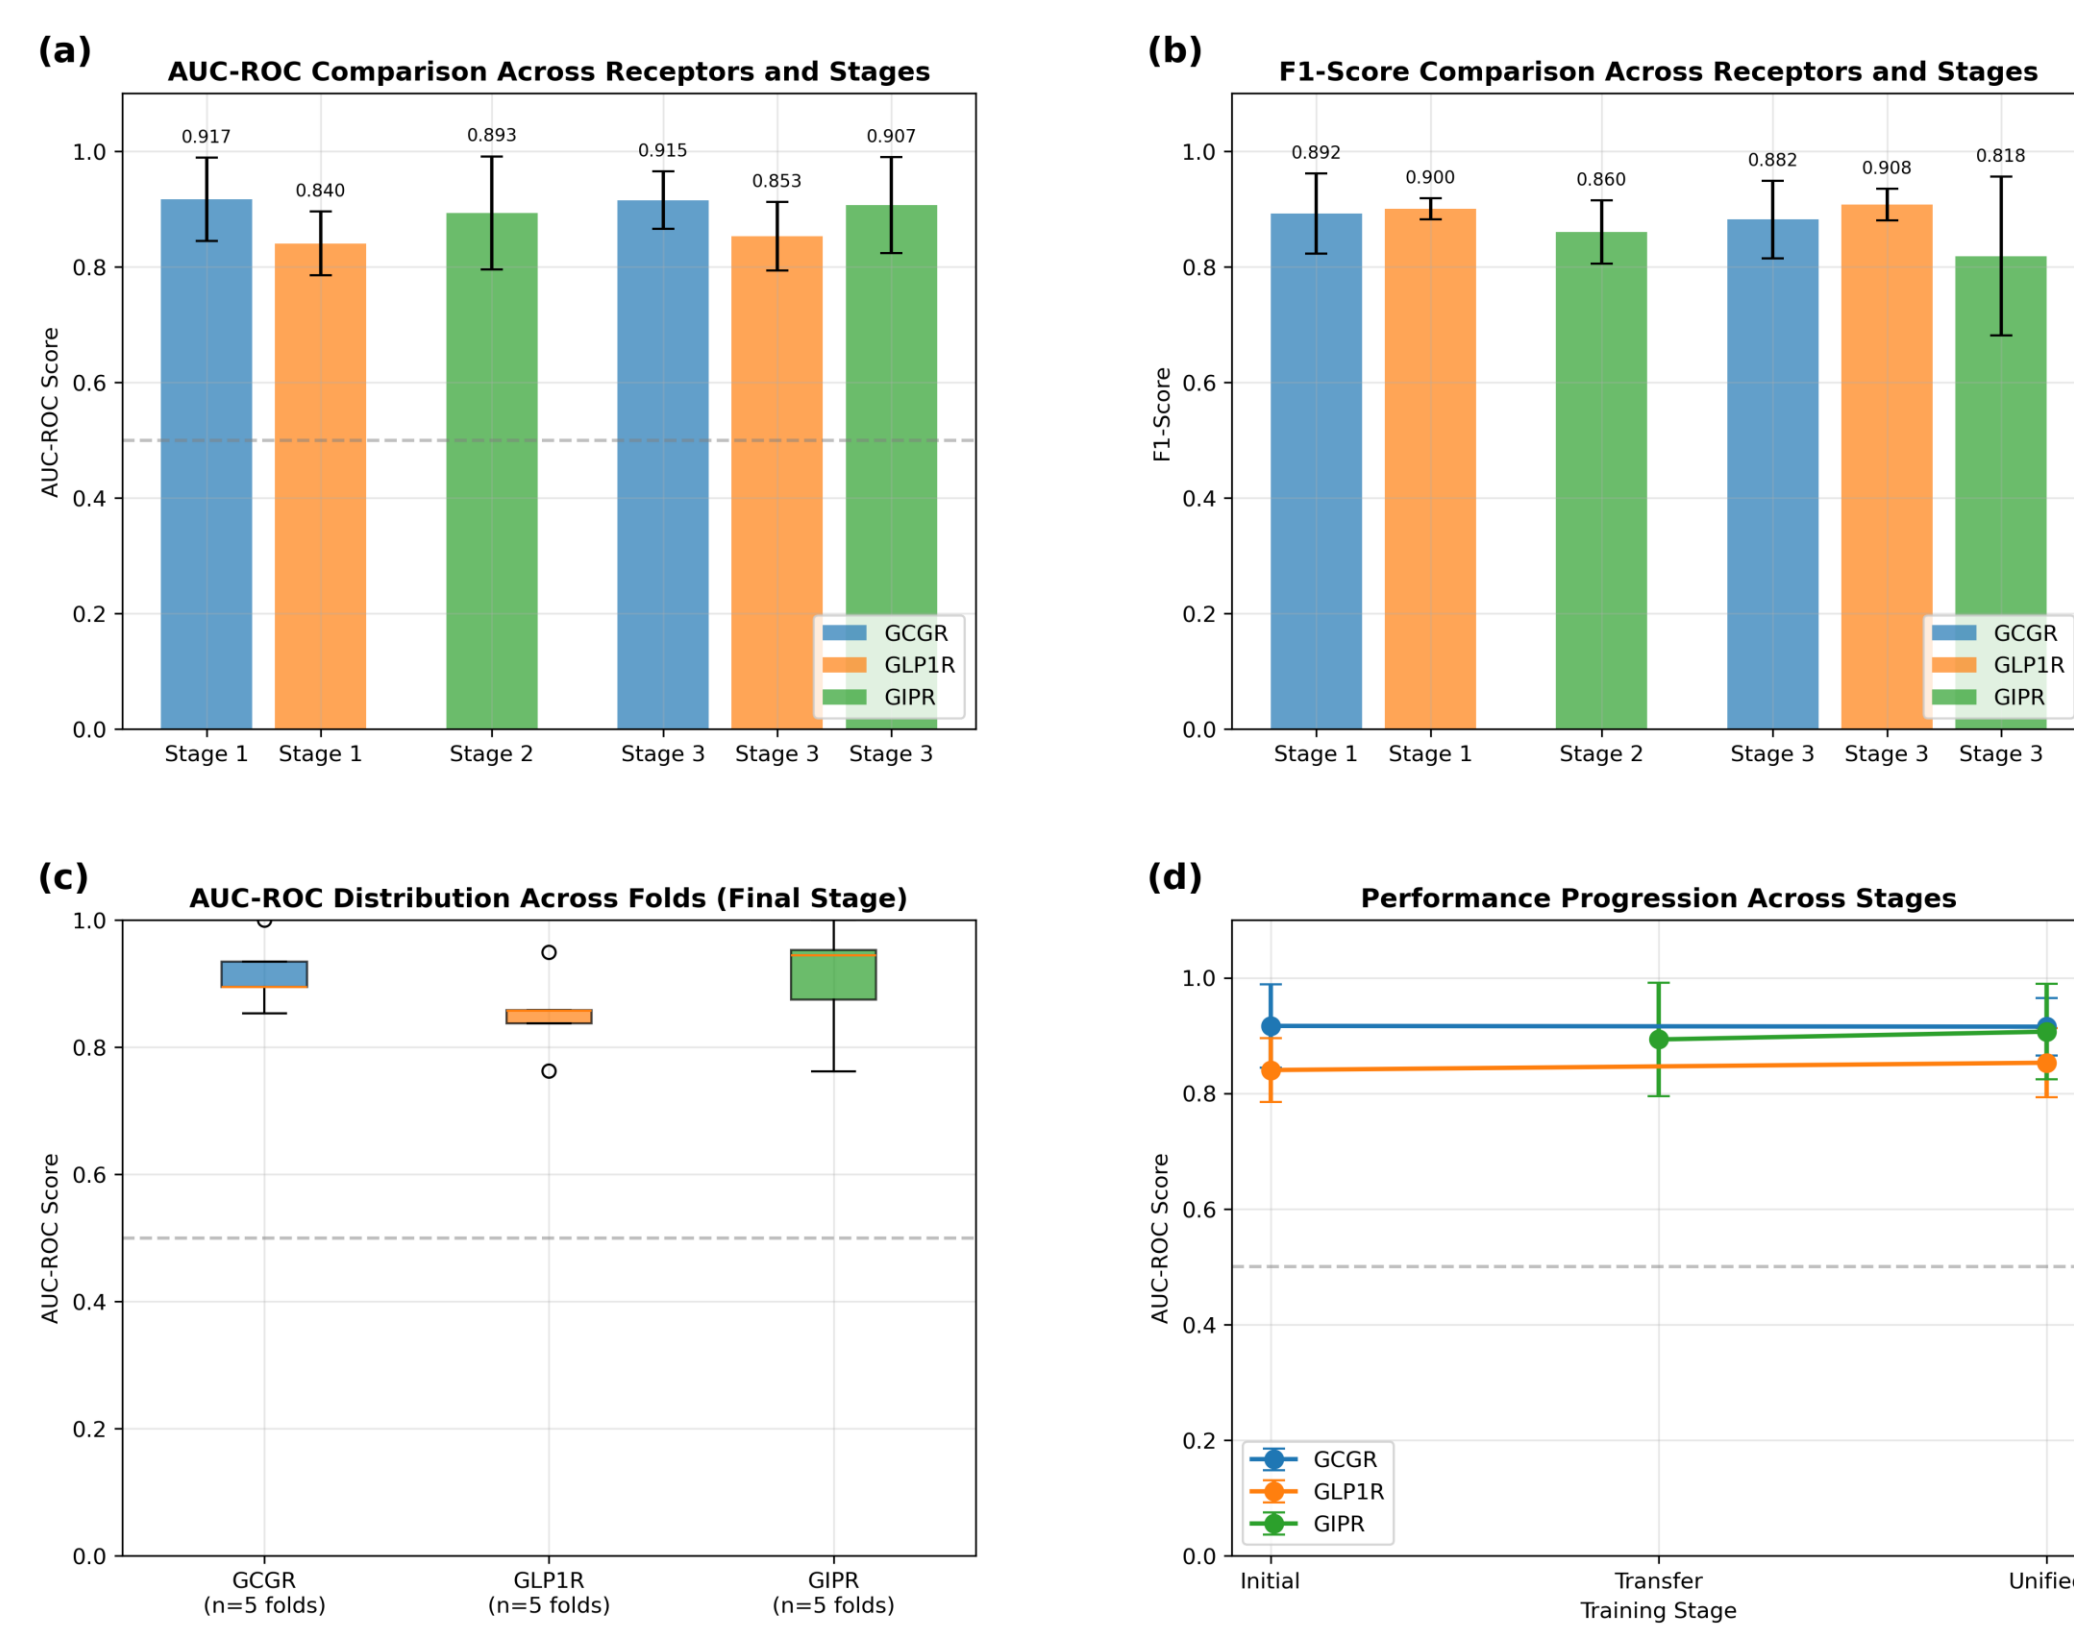 (a)
AUC-ROC Comparison Across Receptors and Stages
AUC-ROC Score
1.0
0.8
0.6
0.4
0.2
0.0
0.917
0.840
0.893
0.915
0.853
0.907
GCGR
GLP1R
GIPR
Stage 1 Stage 1 Stage 2 Stage 3 Stage 3 Stage 3
(b)
F1-Score Comparison Across Receptors and Stages
F1-Score
1.0
0.8
0.6
0.4
0.2
0.0
0.892
0.900
0.860
0.882
0.908
0.818
GCGR
GLP1R
GIPR
Stage 1 Stage 1 Stage 2 Stage 3 Stage 3 Stage 3
(c)
AUC-ROC Distribution Across Folds (Final Stage)
AUC-ROC Score
1.0
0.8
0.6
0.4
0.2
0.0
GCGR
(n=5 folds)
GLP1R
(n=5 folds)
GIPR
(n=5 folds)
(d)
Performance Progression Across Stages
AUC-ROC Score
1.0
0.8
0.6
0.4
0.2
0.0
GCGR
GLP1R
GIPR
Initial Transfer
Training Stage